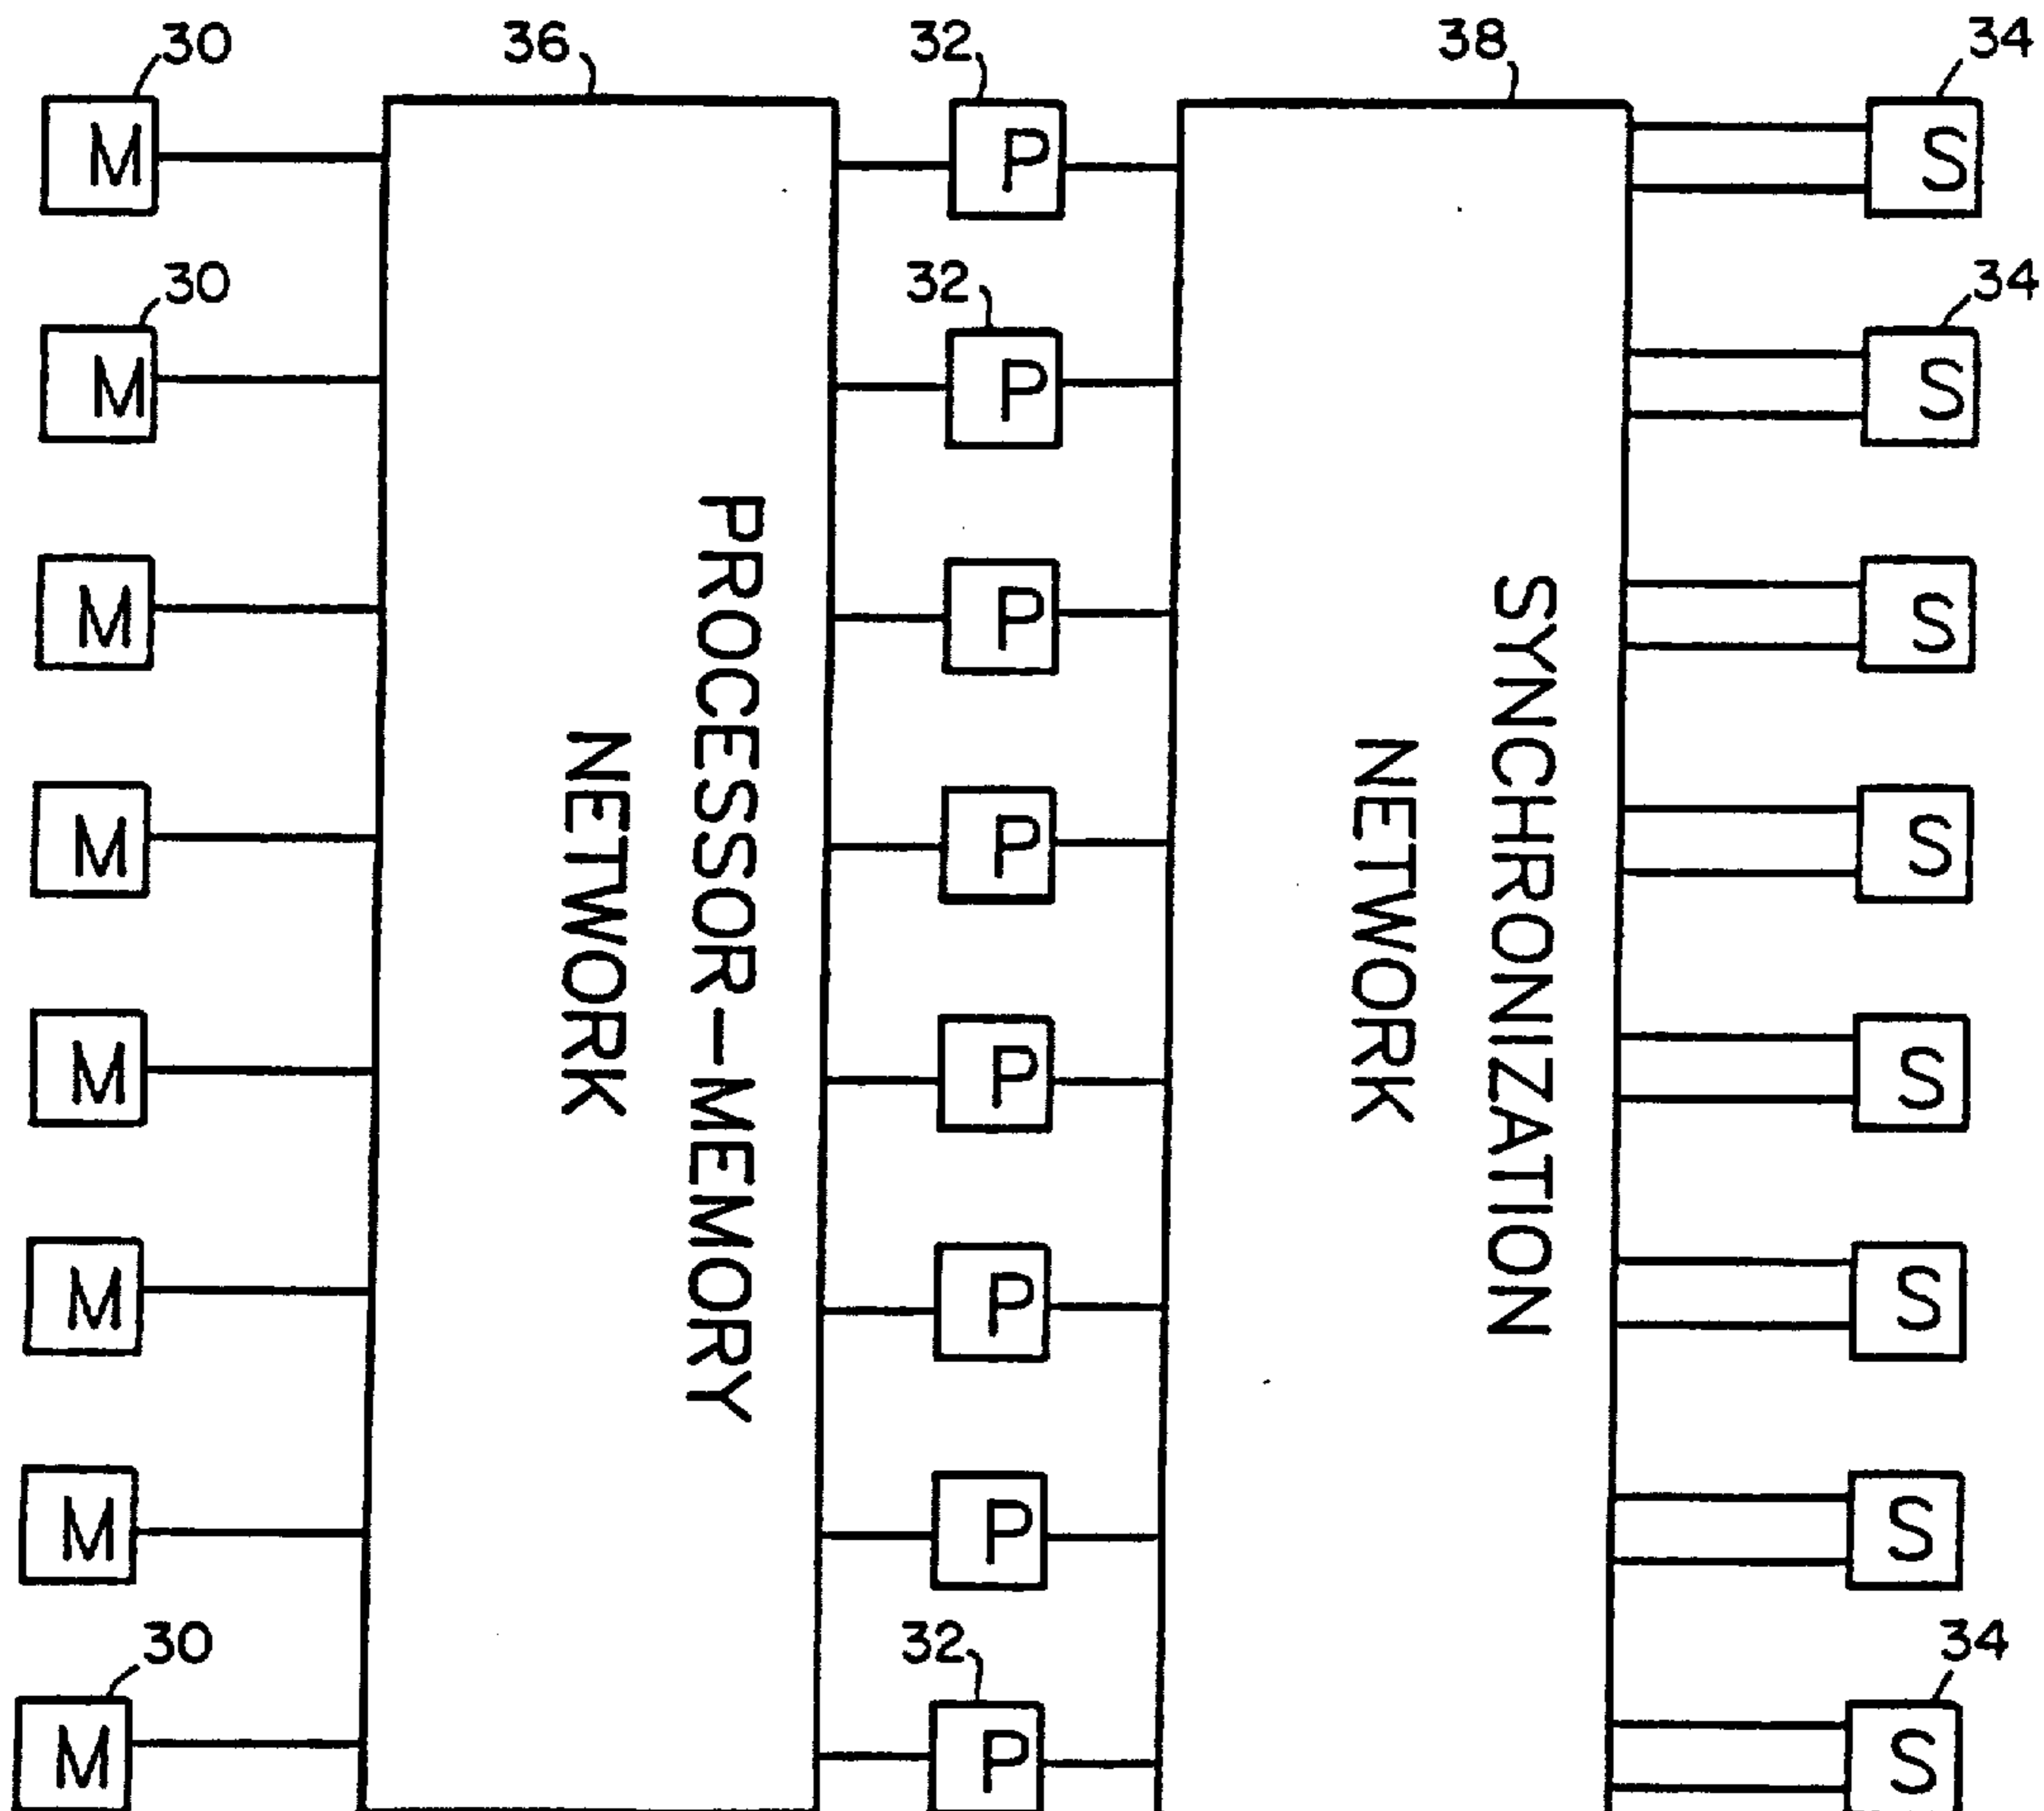 30 36 32 38 34
M P S
30 32 34
M P S
M P S
M P S
M P S
M P S
M P S
30 32 34
M P S
PROCESSOR-MEMORY
NETWORK
SYNCHRONIZATION
NETWORK